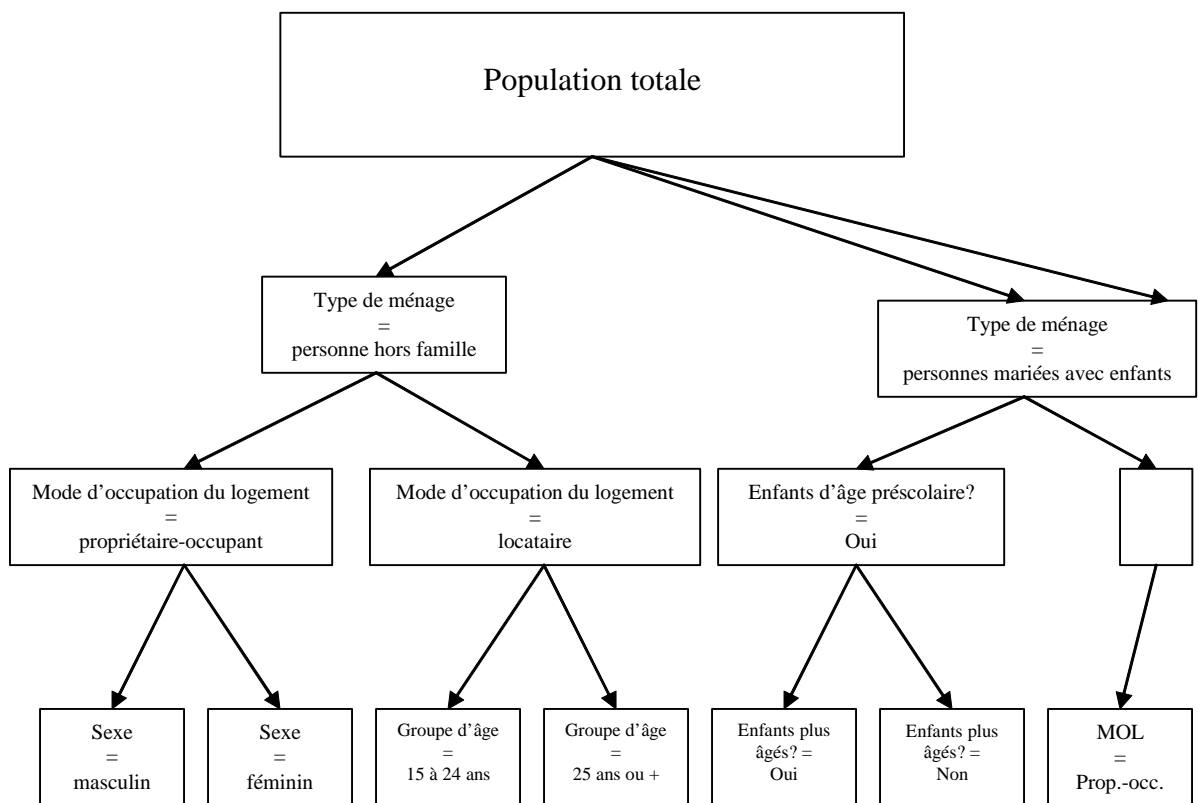 Population totale
Type de ménage
=
personne hors famille
Type de ménage
=
personnes mariées avec enfants
Mode d'occupation du logement
=
propriétaire-occupant
Mode d'occupation du logement
=
locataire
Enfants d'âge préscolaire?
=
Oui
Sexe
=
masculin
Sexe
=
féminin
Groupe d'âge
=
15 à 24 ans
Groupe d'âge
=
25 ans ou +
Enfants plus
âgés? =
Oui
Enfants plus
âgés? =
Non
MOL
=
Prop.-occ.